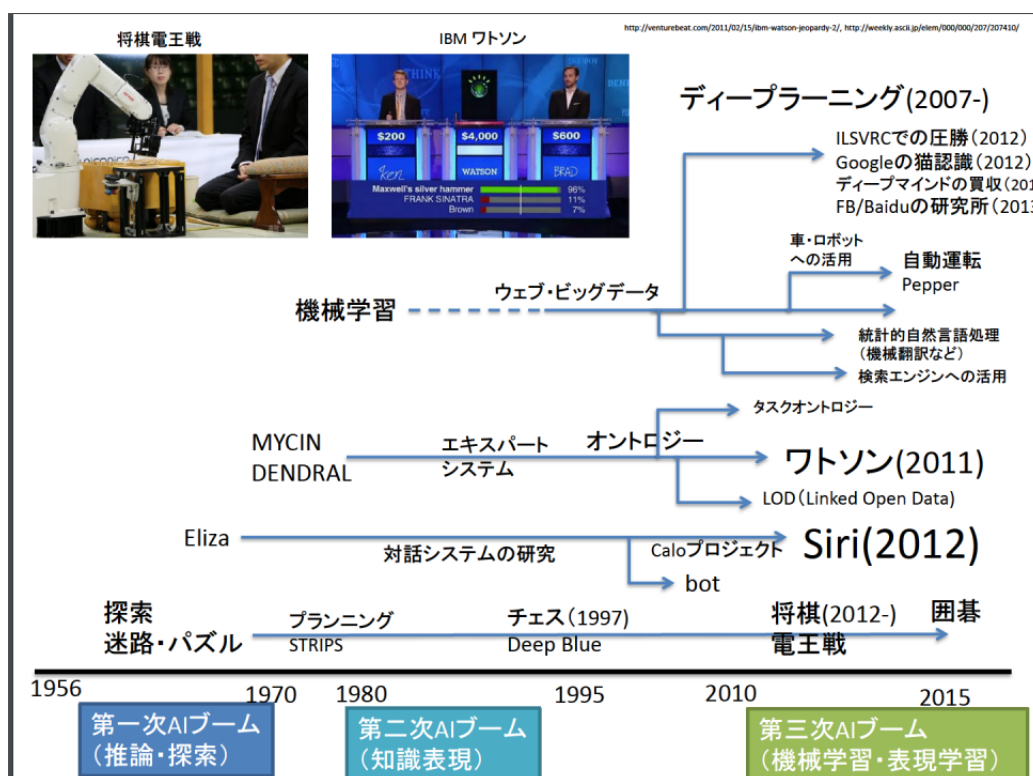 http://venturebeat.com/2011/02/15/ibm-watson-jeopardy-2/, http://weekly.ascii.jp/elem/000/000/207/207410/
将棋電王戦
IBM ワトソン
THINK
$200
$4,000
$600
Ken
WATSON
BRAD
Maxwell's silver hammer 96%
FRANK SINATRA 11%
Brown 7%
ディープラーニング(2007-)
ILSVRCでの圧勝(2012)
Googleの猫認識(2012)
ディープマインドの買収(201
FB/Baiduの研究所(2013
車・ロボット
への活用
自動運転
Pepper
機械学習
ウェブ・ビッグデータ
統計的自然言語処理
(機械翻訳など)
検索エンジンへの活用
タスクオントロジー
MYCIN
DENDRAL
エキスパート
システム
オントロジー
ワトソン(2011)
LOD(Linked Open Data)
Eliza
対話システムの研究
Caloプロジェクト
Siri(2012)
bot
探索
迷路・パズル
プランニング
STRIPS
チェス(1997)
Deep Blue
将棋(2012-)
電王戦
囲碁
1956
1970
1980
1995
2010
2015
第一次AIブーム
(推論・探索)
第二次AIブーム
(知識表現)
第三次AIブーム
(機械学習・表現学習)